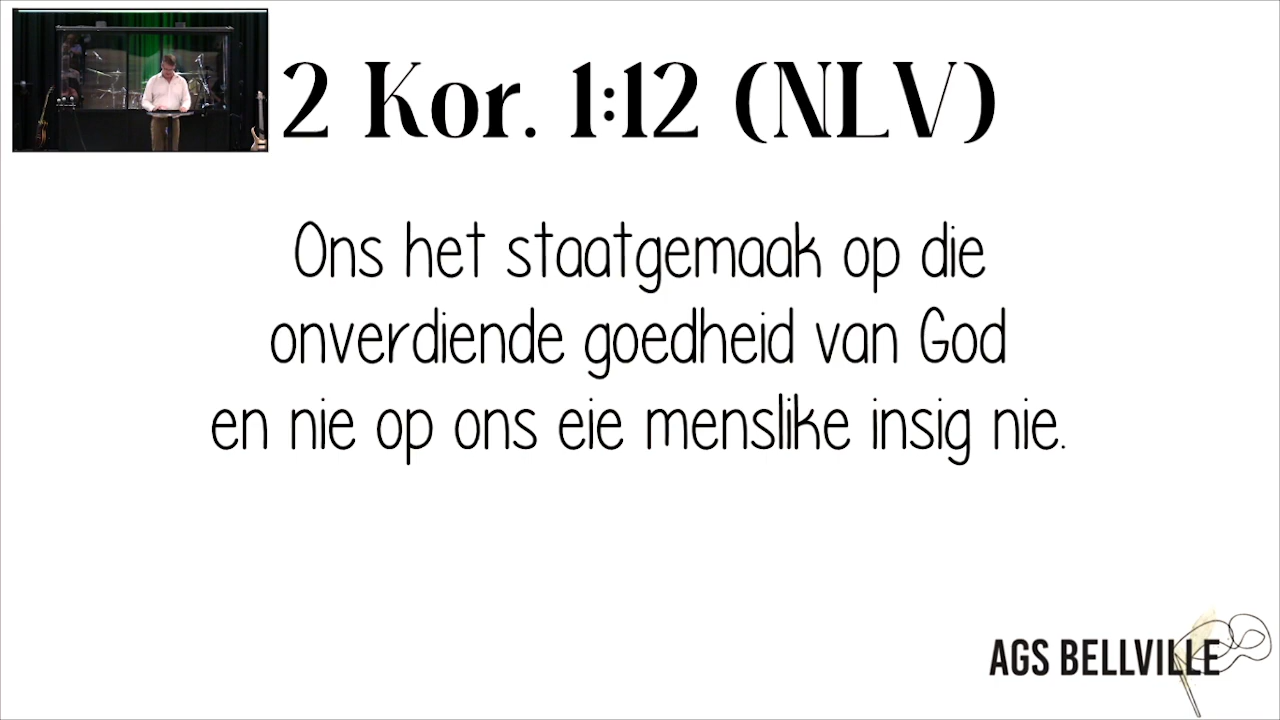 2 Kor. 1:12 (NLV)
Ons het staatgemaak op die
onverdiende goedheid van God
en nie op ons eie menslike insig nie.
AGS BELLVILLE